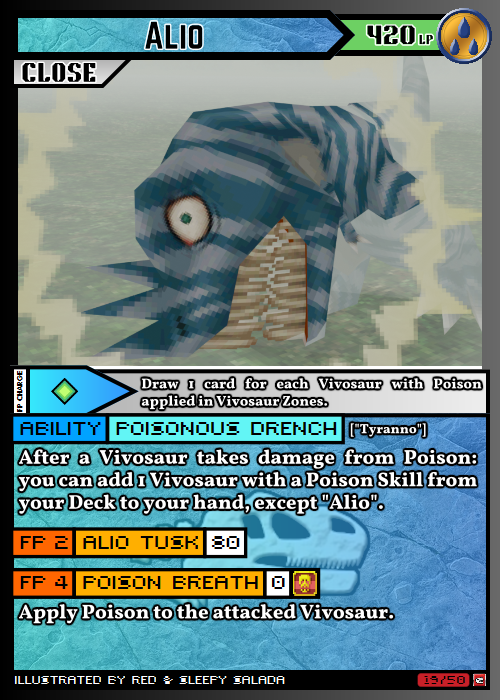 ALIO
420 LP
CLOSE
FP CHARGE
Draw 1 card for each Vivosaur with Poison
applied in Vivosaur Zones.
ABILITY POISONOUS DRENCH ["Tyranno"]
After a Vivosaur takes damage from Poison:
you can add 1 Vivosaur with a Poison Skill from
your Deck to your hand, except "Alio".
FP 2 ALIO TUSK 80
FP 4 POISON BREATH 0
Apply Poison to the attacked Vivosaur.
ILLUSTRATED BY RED & SLEEPY SALADA
19/50